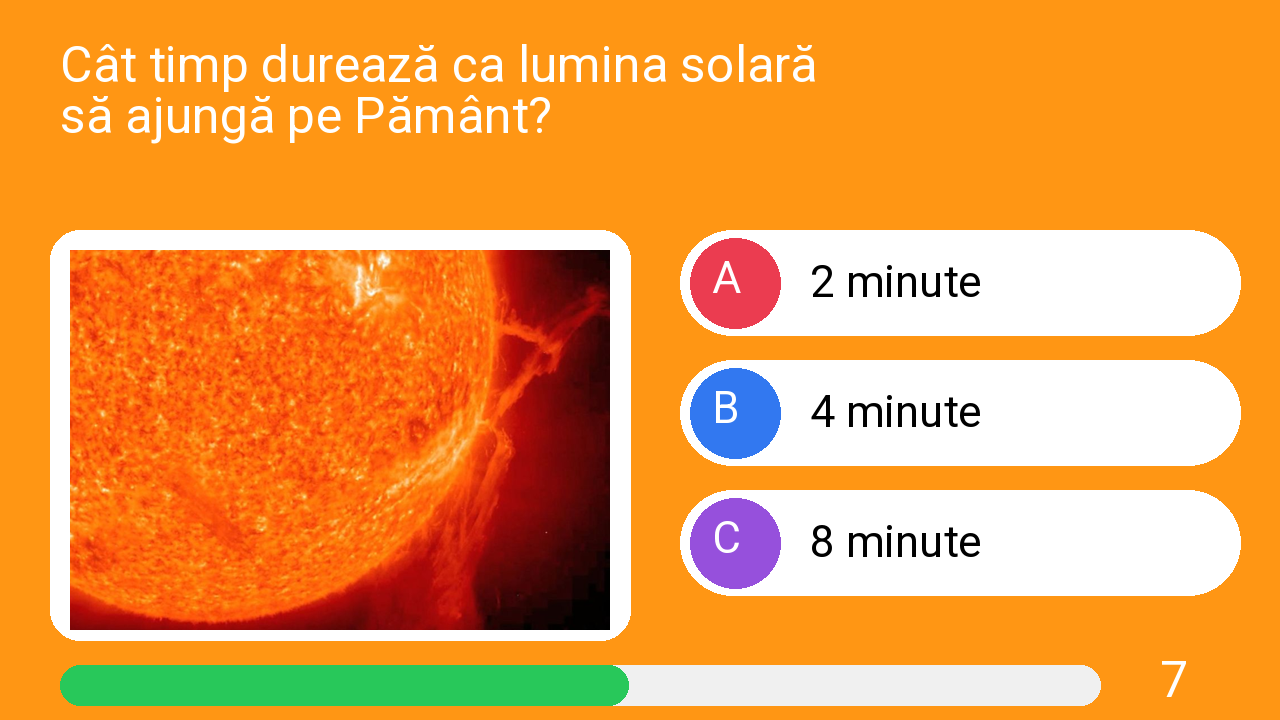 Cât timp durează ca lumina solară
să ajungă pe Pământ?
A 2 minute
B 4 minute
C 8 minute
7